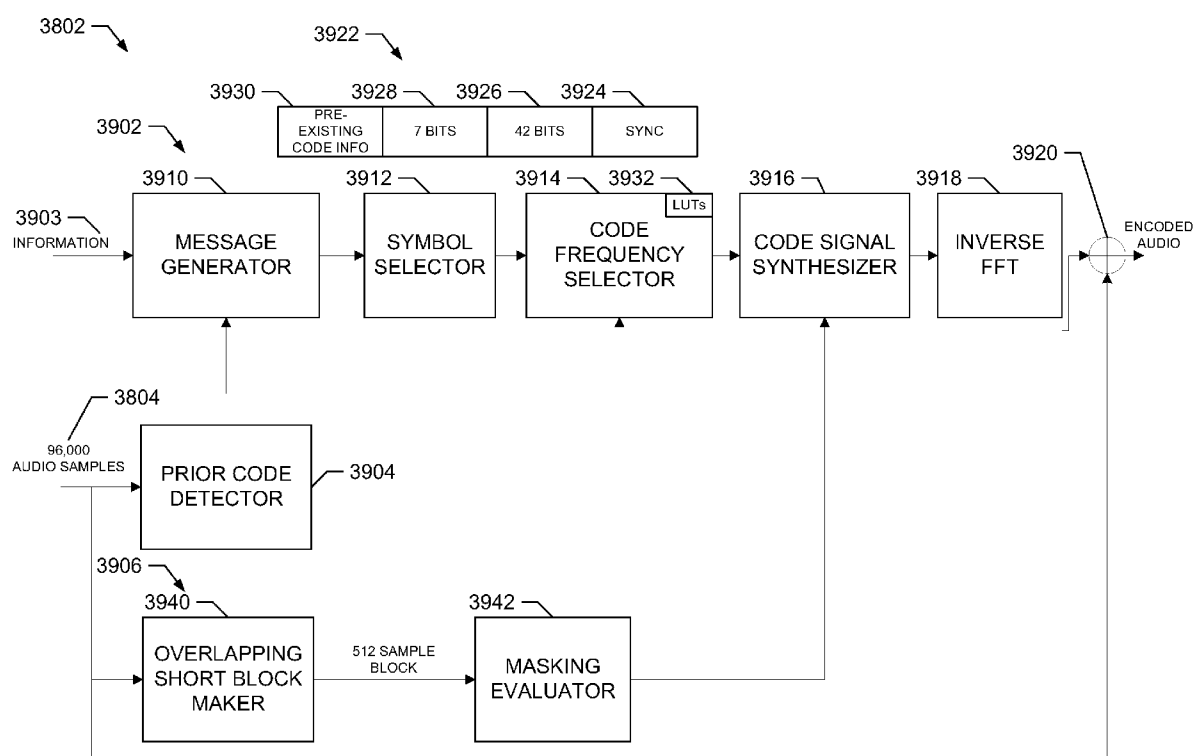 3802
3922
3930
3928
3926
3924
PRE-
EXISTING
CODE INFO
7 BITS
42 BITS
SYNC
3902
3910
3912
3914
3932
3916
3918
3920
LUTs
3903
INFORMATION
MESSAGE
GENERATOR
SYMBOL
SELECTOR
CODE
FREQUENCY
SELECTOR
CODE SIGNAL
SYNTHESIZER
INVERSE
FFT
ENCODED
AUDIO
3804
96,000
AUDIO SAMPLES
PRIOR CODE
DETECTOR
3904
3906
3940
3942
OVERLAPPING
SHORT BLOCK
MAKER
512 SAMPLE
BLOCK
MASKING
EVALUATOR